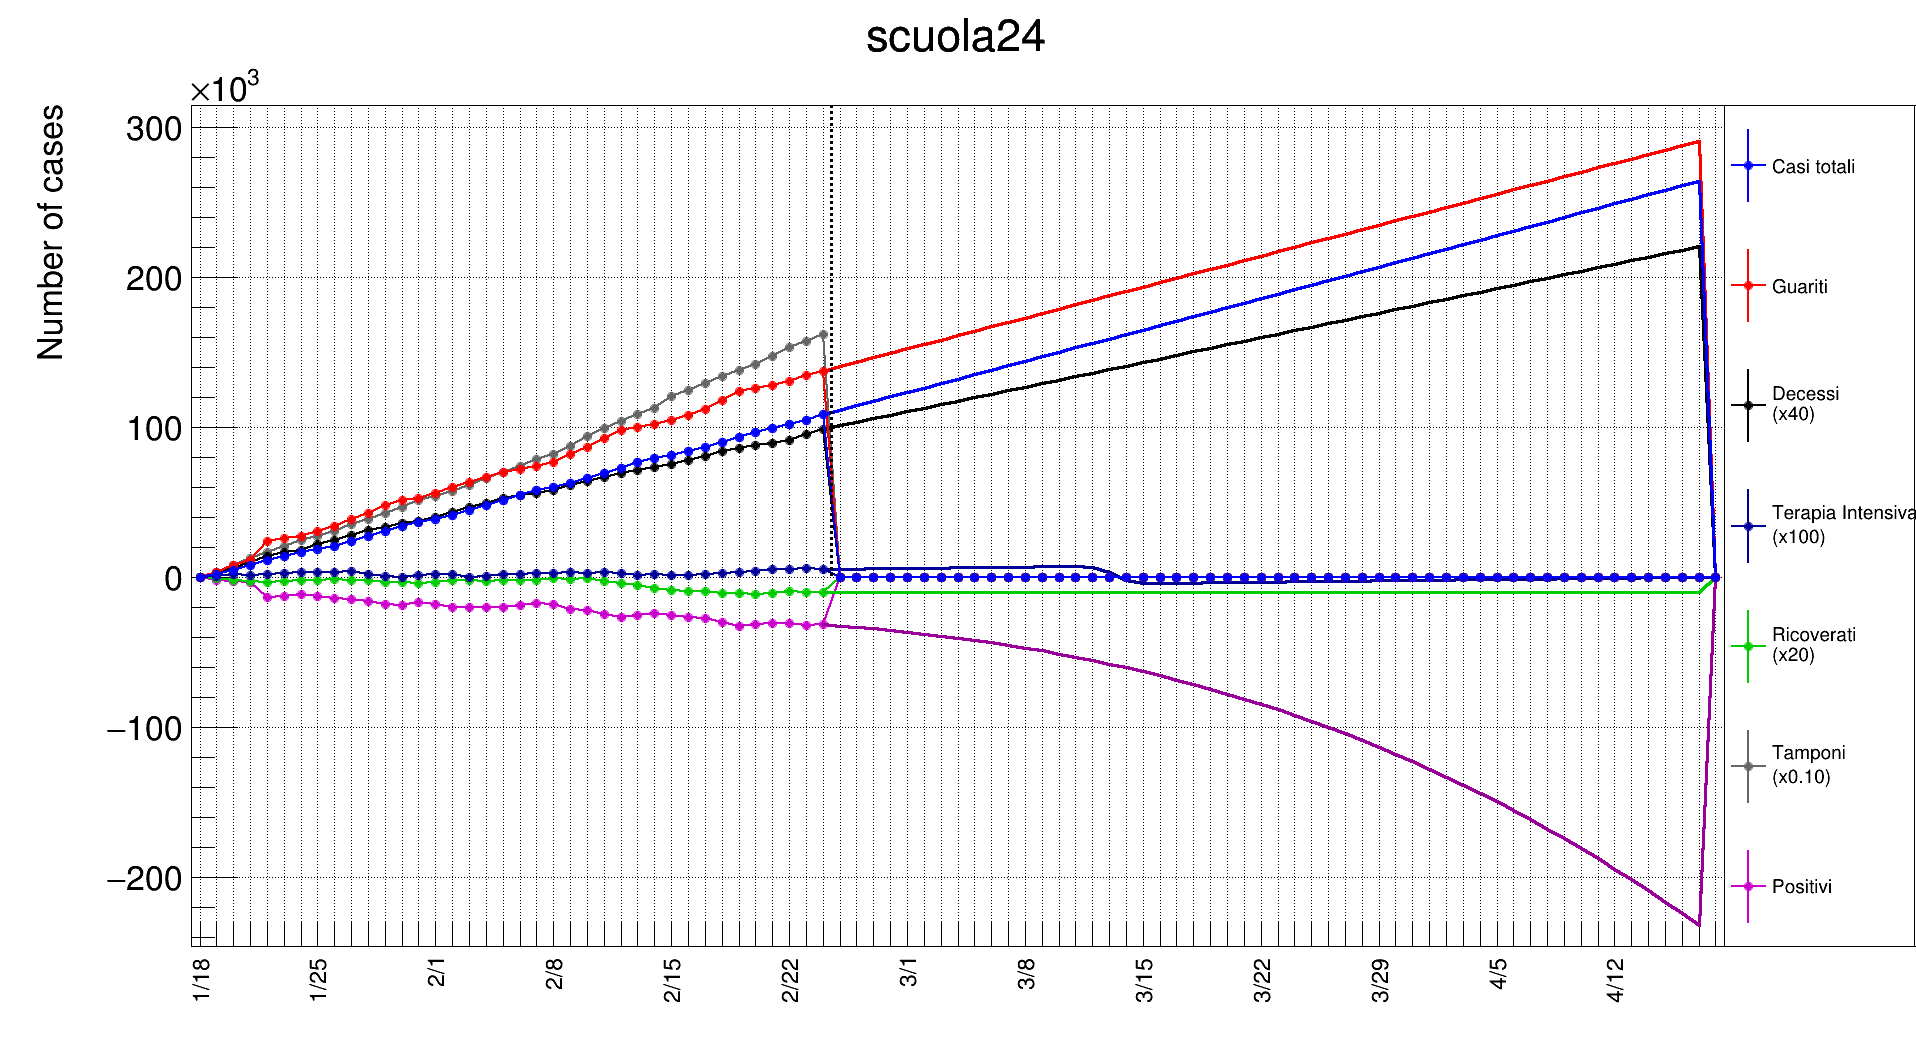 scuola24
×10³
Number of cases
300
200
100
0
−100
−200
1/18
1/25
2/1
2/8
2/15
2/22
3/1
3/8
3/15
3/22
3/29
4/5
4/12
Casi totali
Guariti
Decessi
(x40)
Terapia Intensiva
(x100)
Ricoverati
(x20)
Tamponi
(x0.10)
Positivi